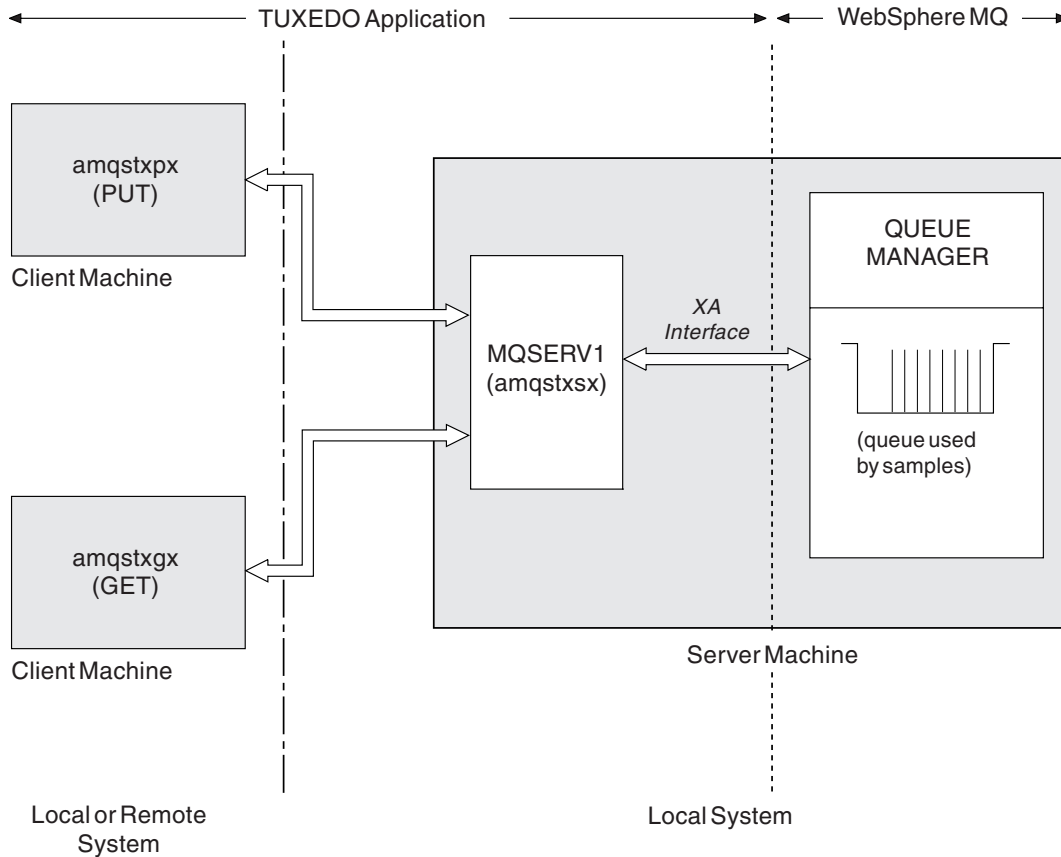 TUXEDO Application
WebSphere MQ
amqstxpx
(PUT)
Client Machine
QUEUE
MANAGER
XA
Interface
MQSERV1
(amqstxsx)
(queue used
by samples)
amqstxgx
(GET)
Client Machine
Server Machine
Local or Remote
System
Local System